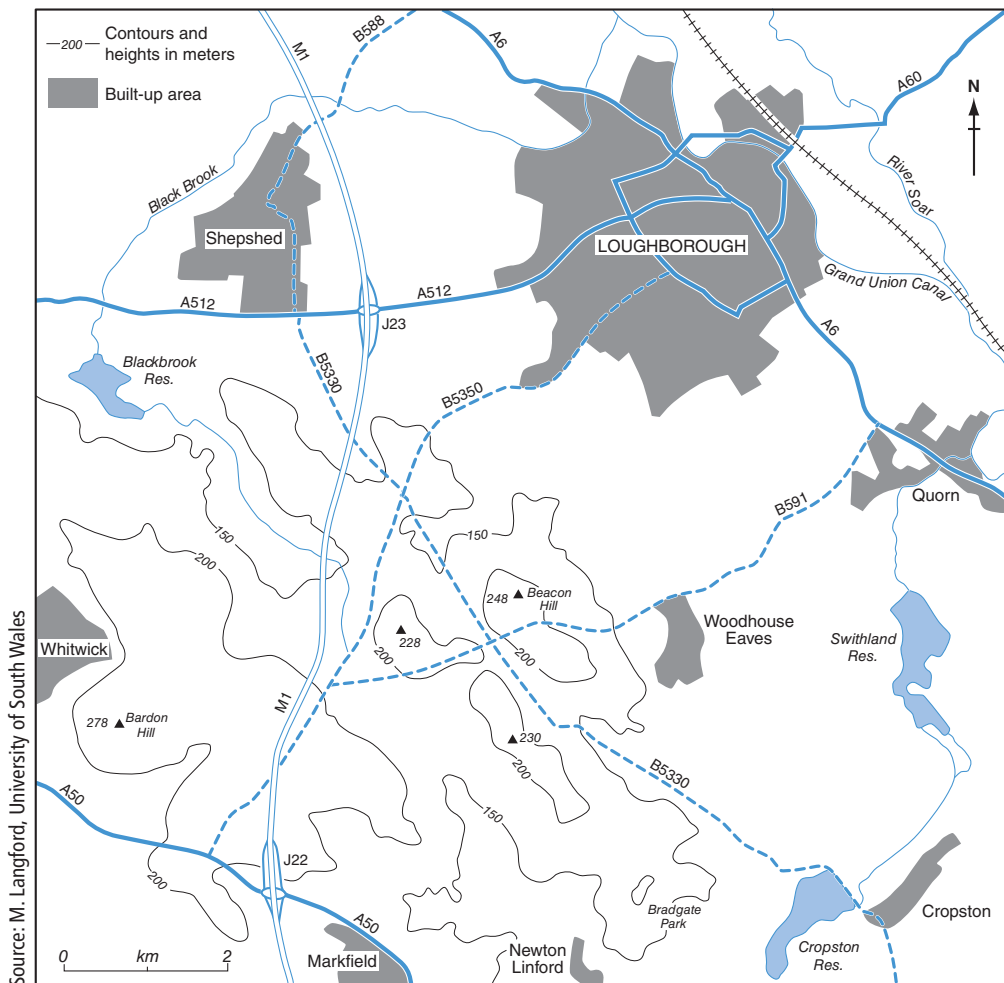 200
Contours and
heights in meters
Built-up area
M1
B588
A6
A60
N
River Soar
Black Brook
Shepshed
LOUGHBOROUGH
Grand Union Canal
A512
A512
J23
A6
Blackbrook
Res.
B5330
B5350
Quorn
B591
150
200
150
248
Beacon
Hill
Woodhouse
Eaves
Swithland
Res.
Whitwick
228
200
200
278
Bardon
Hill
M1
230
200
B5330
A50
150
J22
200
A50
Bradgate
Park
Cropston
Cropston
Res.
Newton
Linford
Markfield
0 km 2
Source: M. Langford, University of South Wales